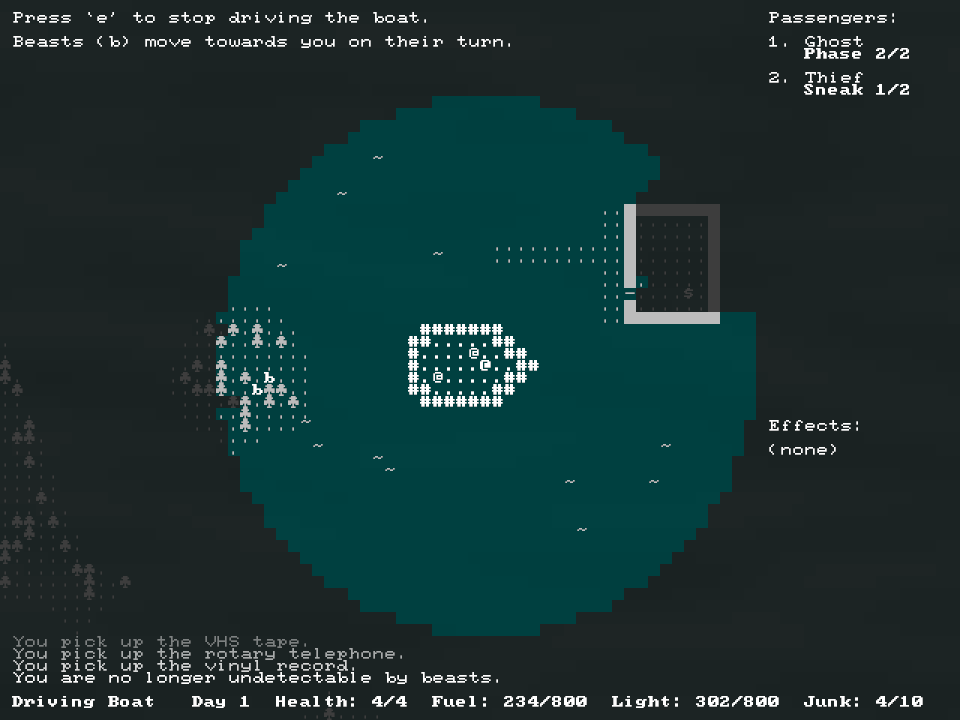 Press `e' to stop driving the boat.
Beasts (b) move towards you on their turn.
Passengers:
1. Ghost
Phase 2/2
2. Thief
Sneak 1/2
Effects:
(none)
You pick up the VHS tape.
You pick up the rotary telephone.
You pick up the vinyl record.
You are no longer undetectable by beasts.
Driving Boat Day 1 Health: 4/4 Fuel: 234/800 Light: 302/800 Junk: 4/10